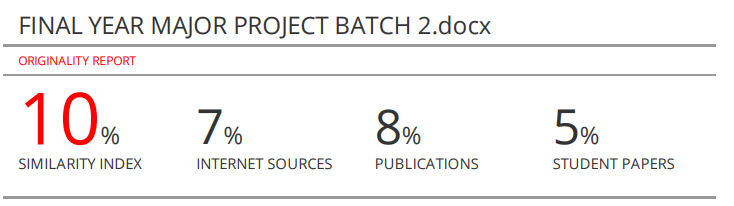 FINAL YEAR MAJOR PROJECT BATCH 2.docx
ORIGINALITY REPORT
10% 7% 8% 5%
SIMILARITY INDEX INTERNET SOURCES PUBLICATIONS STUDENT PAPERS